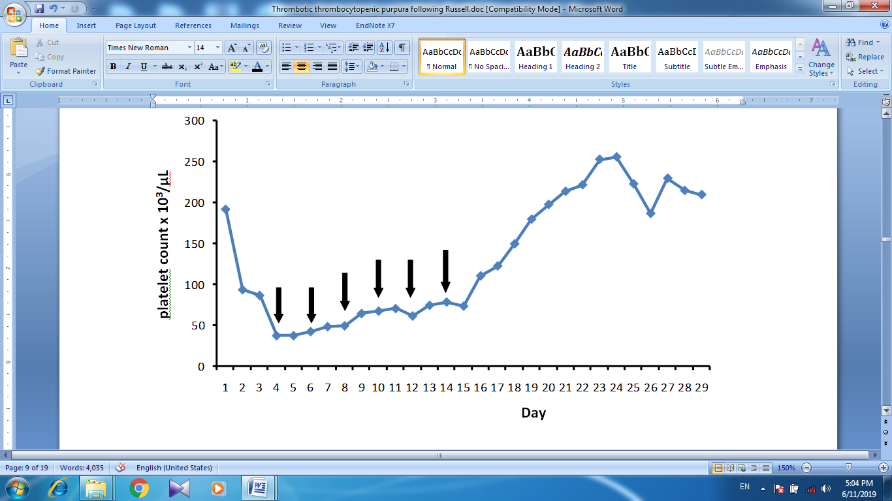 Thrombotic thrombocytopenic purpura following Russell.doc [Compatibility Mode] - Microsoft Word
Home Insert Page Layout References Mailings Review View EndNote X7
Paste
Cut
Copy
Format Painter
Clipboard
Times New Roman 14
B I U abc x₂ x² Aa
Font
Paragraph
AaBbCcDc AaBbCcDc AaBbC AaBbCc AaBbC AaBbCcI AaBbCcDc AaBbCcDc
¶ Normal ¶ No Spaci... Heading 1 Heading 2 Title Subtitle Subtle Em... Emphasis
Change Styles
Styles
Find
Replace
Select
Editing
platelet count x 10³/µL
300
250
200
150
100
50
0
1 2 3 4 5 6 7 8 9 10 11 12 13 14 15 16 17 18 19 20 21 22 23 24 25 26 27 28 29
Day
Page: 9 of 19 Words: 4,035 English (United States) 150%
EN 5:04 PM
6/11/2019